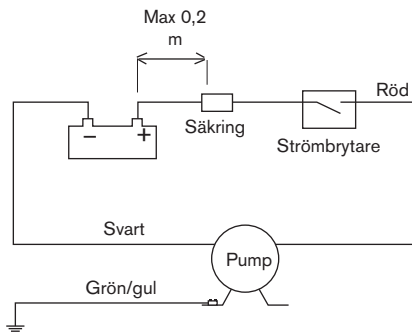 Max 0,2
m
Röd
− +
Säkring
Strömbrytare
Svart
Pump
Grön/gul